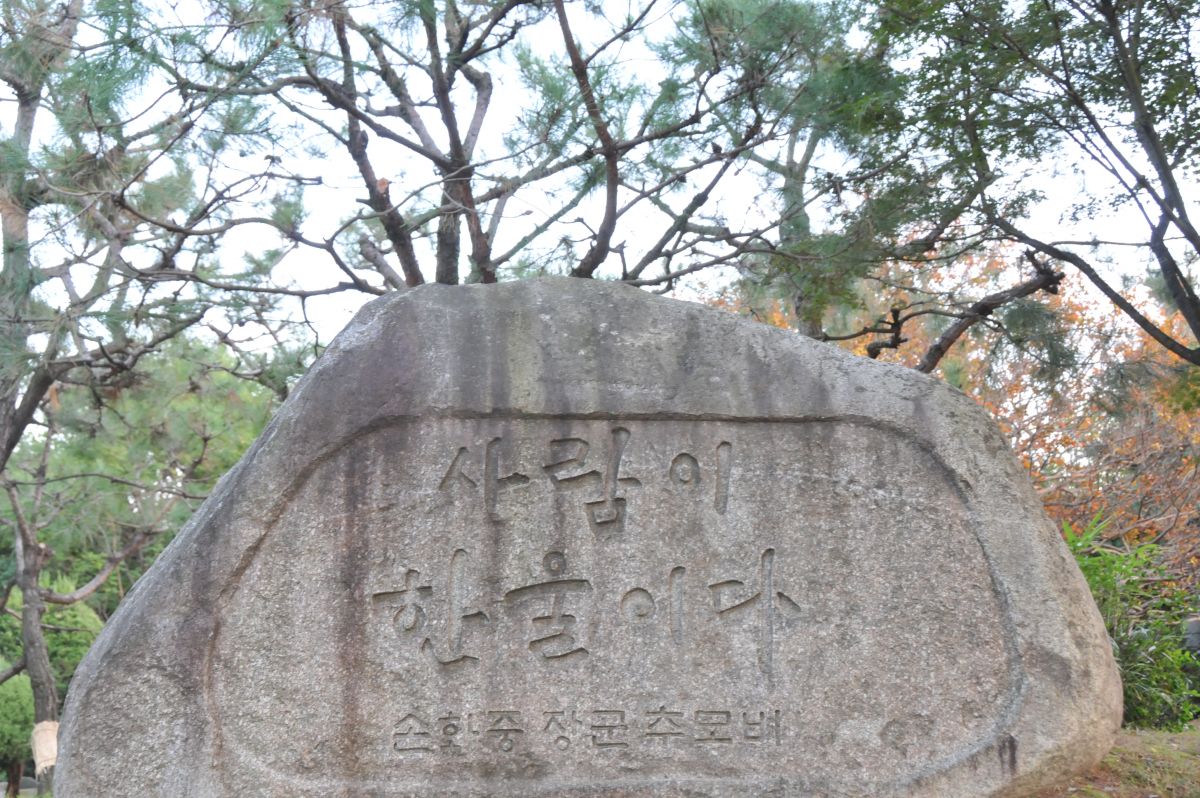 사람이
한울이다
손화중 장군 추모비